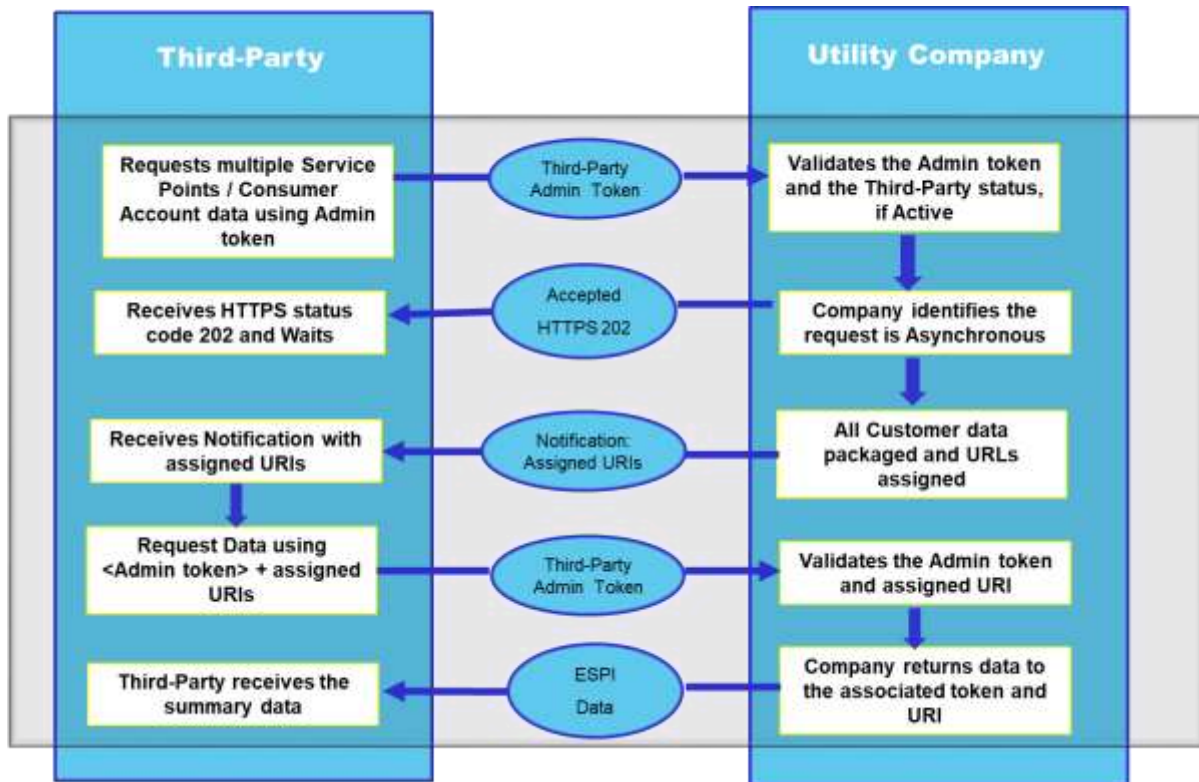 Third-Party
Utility Company
Requests multiple Service
Points / Consumer
Account data using Admin
token
Third-Party
Admin Token
Validates the Admin token
and the Third-Party status,
if Active
Receives HTTPS status
code 202 and Waits
Accepted
HTTPS 202
Company identifies the
request is Asynchronous
Receives Notification with
assigned URIs
Notification:
Assigned URIs
All Customer data
packaged and URLs
assigned
Request Data using
<Admin token> + assigned
URIs
Third-Party
Admin Token
Validates the Admin token
and assigned URI
Third-Party receives the
summary data
ESPI
Data
Company returns data to
the associated token and
URI